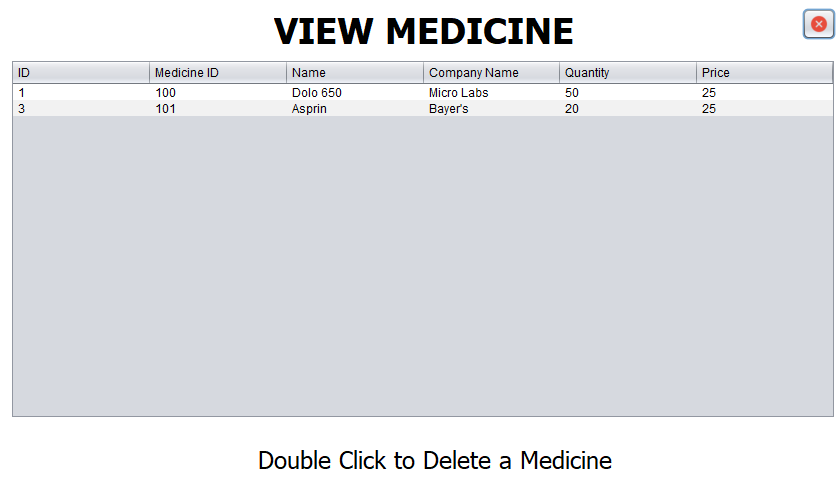 VIEW MEDICINE
ID Medicine ID Name Company Name Quantity Price
1 100 Dolo 650 Micro Labs 50 25
3 101 Asprin Bayer's 20 25
Double Click to Delete a Medicine